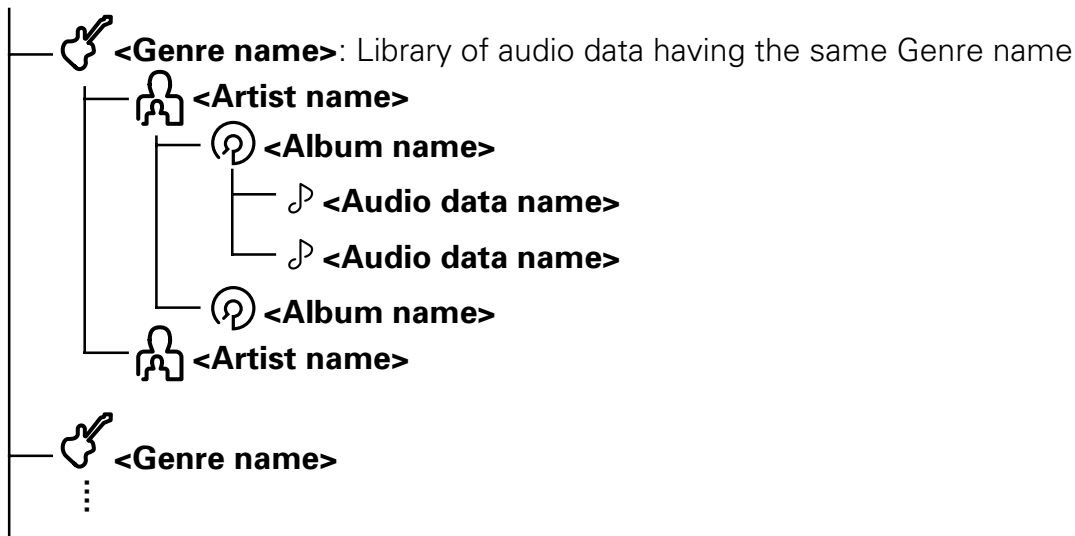 <Genre name>: Library of audio data having the same Genre name
<Artist name>
<Album name>
<Audio data name>
<Audio data name>
<Album name>
<Artist name>
<Genre name>